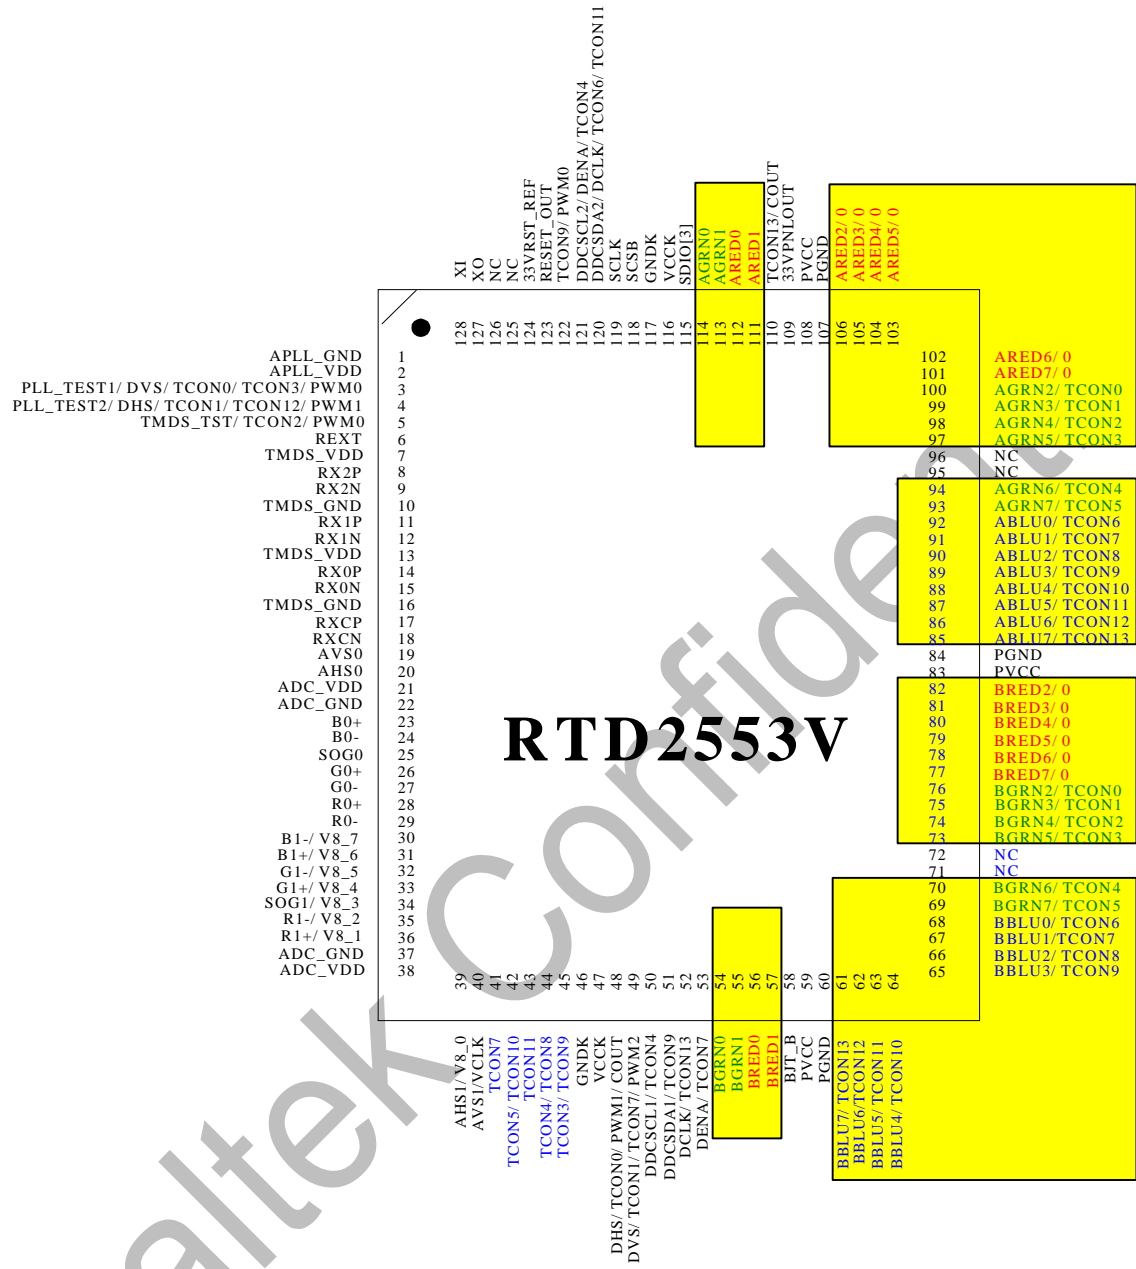 XI
XO
NC
NC
33VRST_REF
RESET_OUT
TCON9/ PWM0
DDCSCL2/ DENA/ TCON4
DDCSDA2/ DCLK/ TCON6/ TCON11
SCLK
SCSB
GNDK
VCCK
SDIO[3]
AGRN0
AGRN1
ARED0
ARED1
TCON13/ COUT
33VPNLOUT
PVCC
PGND
ARED2/ 0
ARED3/ 0
ARED4/ 0
ARED5/ 0
128
127
126
125
124
123
122
121
120
119
118
117
116
115
114
113
112
111
110
109
108
107
106
105
104
103
APLL_GND 1
APLL_VDD 2
PLL_TEST1/ DVS/ TCON0/ TCON3/ PWM0 3
PLL_TEST2/ DHS/ TCON1/ TCON12/ PWM1 4
TMDS_TST/ TCON2/ PWM0 5
REXT 6
TMDS_VDD 7
RX2P 8
RX2N 9
TMDS_GND 10
RX1P 11
RX1N 12
TMDS_VDD 13
RX0P 14
RX0N 15
TMDS_GND 16
RXCP 17
RXCN 18
AVS0 19
AHS0 20
ADC_VDD 21
ADC_GND 22
B0+ 23
B0- 24
SOG0 25
G0+ 26
G0- 27
R0+ 28
R0- 29
B1-/ V8_7 30
B1+/ V8_6 31
G1-/ V8_5 32
G1+/ V8_4 33
SOG1/ V8_3 34
R1-/ V8_2 35
R1+/ V8_1 36
ADC_GND 37
ADC_VDD 38
RTD2553V
102 ARED6/ 0
101 ARED7/ 0
100 AGRN2/ TCON0
99 AGRN3/ TCON1
98 AGRN4/ TCON2
97 AGRN5/ TCON3
96 NC
95 NC
94 AGRN6/ TCON4
93 AGRN7/ TCON5
92 ABLU0/ TCON6
91 ABLU1/ TCON7
90 ABLU2/ TCON8
89 ABLU3/ TCON9
88 ABLU4/ TCON10
87 ABLU5/ TCON11
86 ABLU6/ TCON12
85 ABLU7/ TCON13
84 PGND
83 PVCC
82 BRED2/ 0
81 BRED3/ 0
80 BRED4/ 0
79 BRED5/ 0
78 BRED6/ 0
77 BRED7/ 0
76 BGRN2/ TCON0
75 BGRN3/ TCON1
74 BGRN4/ TCON2
73 BGRN5/ TCON3
72 NC
71 NC
70 BGRN6/ TCON4
69 BGRN7/ TCON5
68 BBLU0/ TCON6
67 BBLU1/TCON7
66 BBLU2/ TCON8
65 BBLU3/ TCON9
39
40
41
42
43
44
45
46
47
48
49
50
51
52
53
54
55
56
57
58
59
60
61
62
63
64
AHS1/ V8_0
AVS1/VCLK
TCON7
TCON5/ TCON10
TCON11
TCON4/ TCON8
TCON3/ TCON9
GNDK
VCCK
DHS/ TCON0/ PWM1/ COUT
DVS/ TCON1/ TCON7/ PWM2
DDCSCL1/ TCON4
DDCSDA1/ TCON9
DCLK/ TCON13
DENA/ TCON7
BGRN0
BGRN1
BRED0
BRED1
BJT_B
PVCC
PGND
BBLU7/ TCON13
BBLU6/TCON12
BBLU5/ TCON11
BBLU4/ TCON10
altek Confident